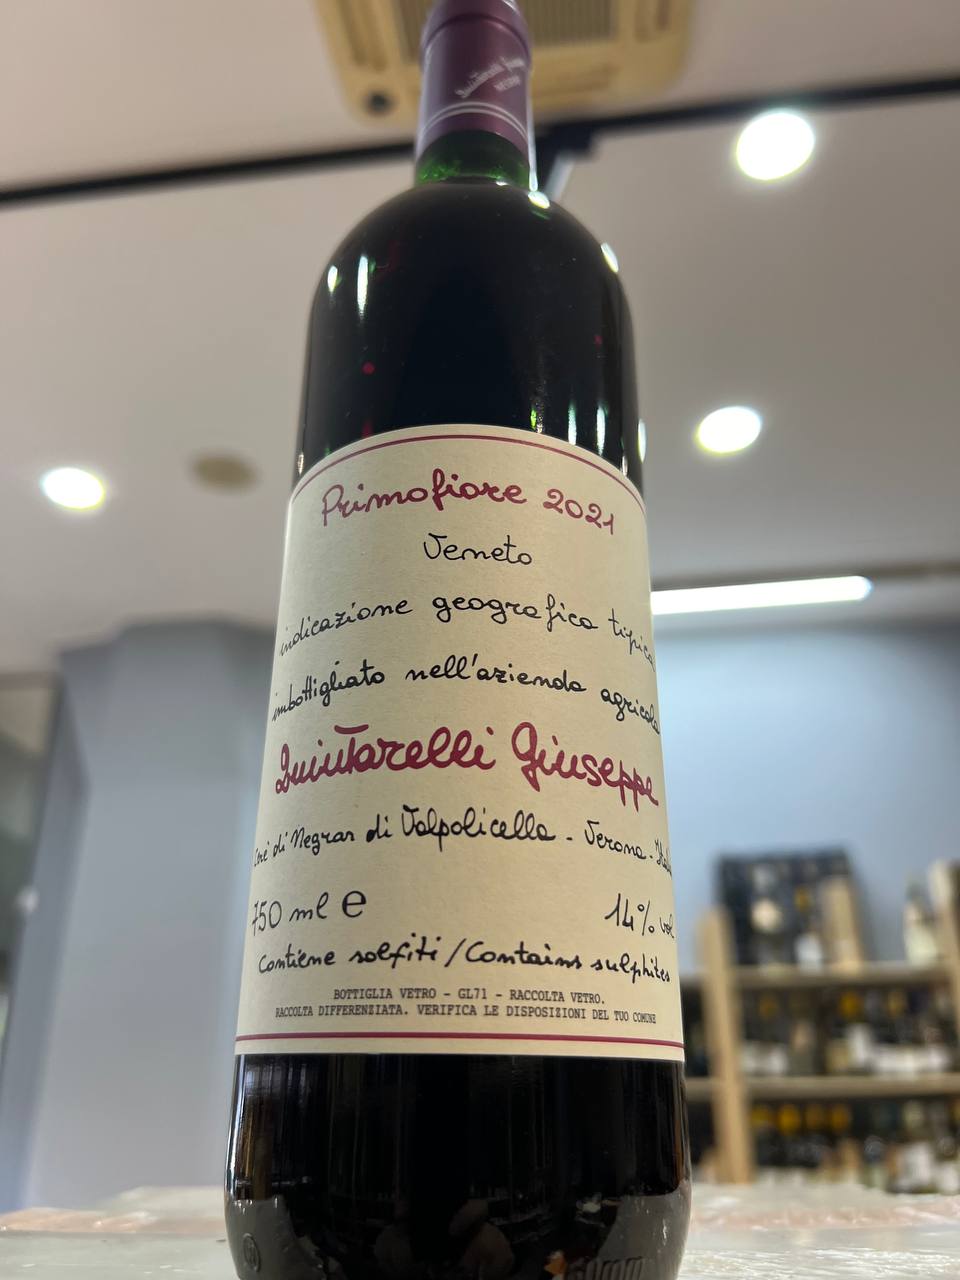 Quintarelli
Primofiore 2021
Veneto
indicazione geografica tipica
imbottigliato nell'azienda agricola
Quintarelli Giuseppe
Cerè di Negrar di Valpolicella - Verona - Italia
750 ml e
14% vol
Contiene solfiti / Contains sulphites
BOTTIGLIA VETRO - GL71 - RACCOLTA VETRO.
RACCOLTA DIFFERENZIATA. VERIFICA LE DISPOSIZIONI DEL TUO COMUNE